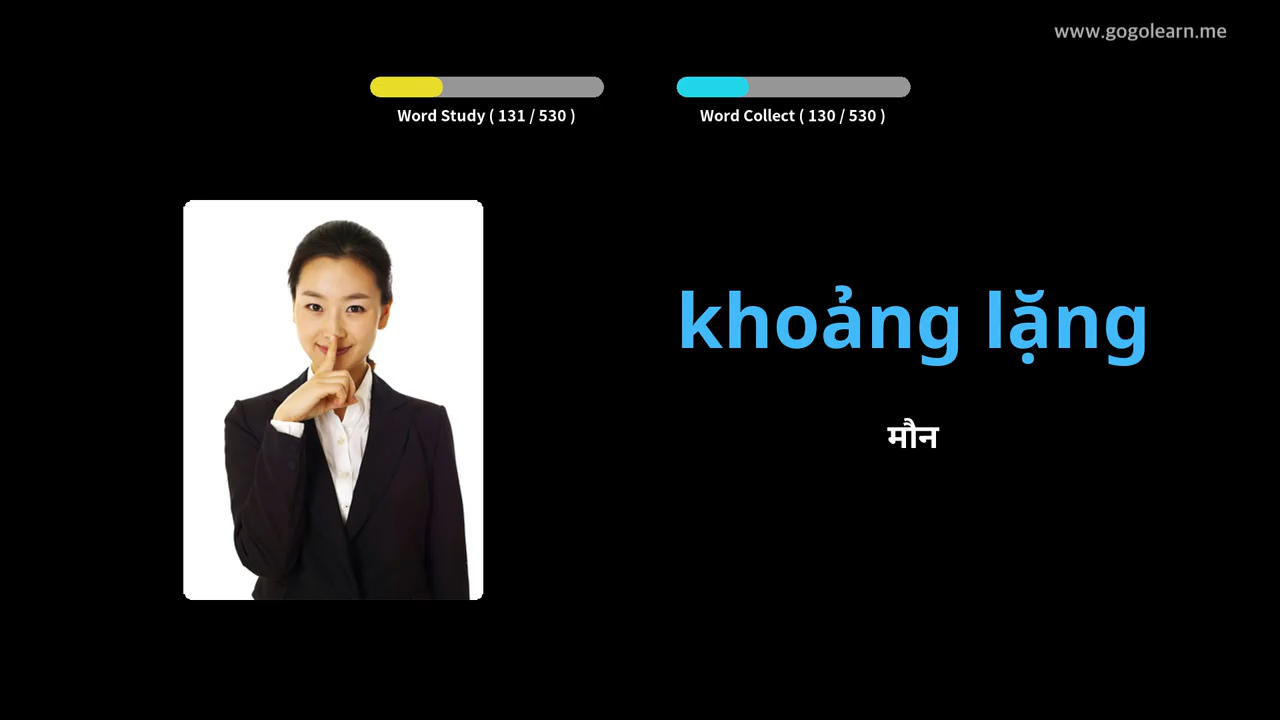 www.gogolearn.me
Word Study ( 131 / 530 )
Word Collect ( 130 / 530 )
khoảng lặng
मौन